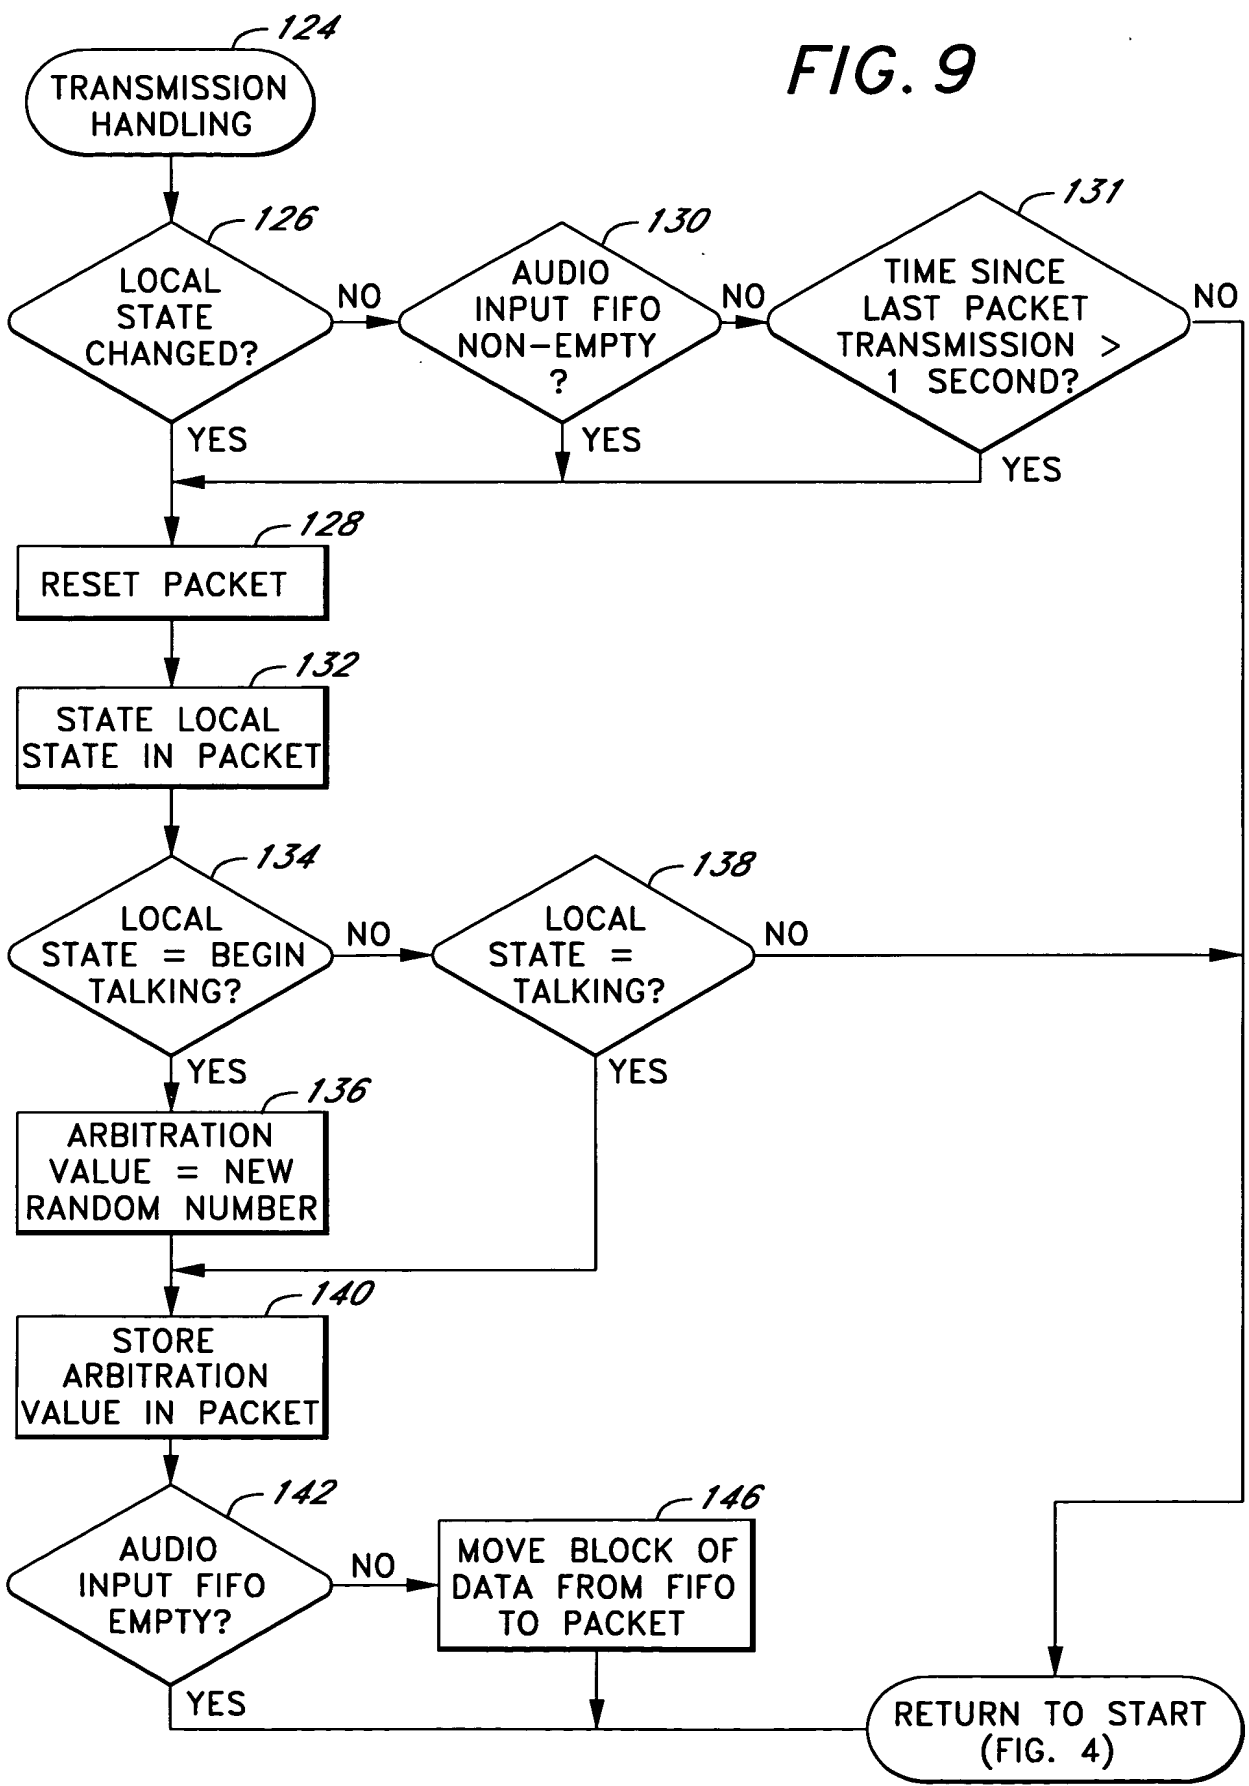 FIG. 9
124
TRANSMISSION
HANDLING
126
LOCAL
STATE
CHANGED?
NO
YES
130
AUDIO
INPUT FIFO
NON-EMPTY
?
NO
YES
131
TIME SINCE
LAST PACKET
TRANSMISSION >
1 SECOND?
NO
YES
128
RESET PACKET
132
STATE LOCAL
STATE IN PACKET
134
LOCAL
STATE = BEGIN
TALKING?
NO
YES
138
LOCAL
STATE =
TALKING?
NO
YES
136
ARBITRATION
VALUE = NEW
RANDOM NUMBER
140
STORE
ARBITRATION
VALUE IN PACKET
142
AUDIO
INPUT FIFO
EMPTY?
NO
YES
146
MOVE BLOCK OF
DATA FROM FIFO
TO PACKET
RETURN TO START
(FIG. 4)